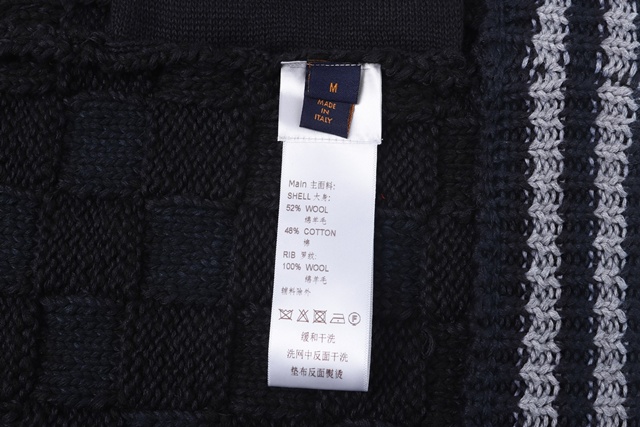 M
MADE
IN
ITALY
Main 主面料:
SHELL 大身:
52% WOOL
绵羊毛
48% COTTON
棉
RIB 罗纹:
100% WOOL
绵羊毛
辅料除外
F
缓和干洗
洗网中反面干洗
垫布反面熨烫